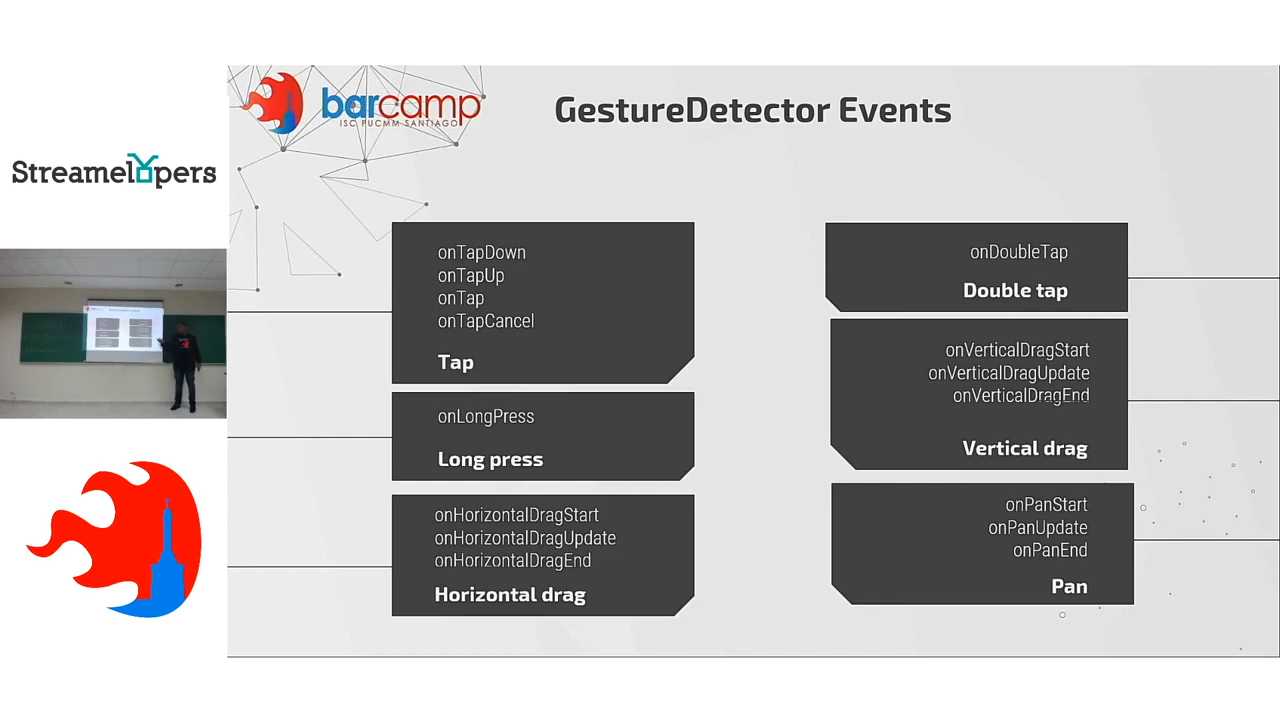 Streamelopers
barcamp
ISC PUCMM SANTIAGO
GestureDetector Events
onTapDown
onTapUp
onTap
onTapCancel
Tap
onLongPress
Long press
onHorizontalDragStart
onHorizontalDragUpdate
onHorizontalDragEnd
Horizontal drag
onDoubleTap
Double tap
onVerticalDragStart
onVerticalDragUpdate
onVerticalDragEnd
Vertical drag
onPanStart
onPanUpdate
onPanEnd
Pan